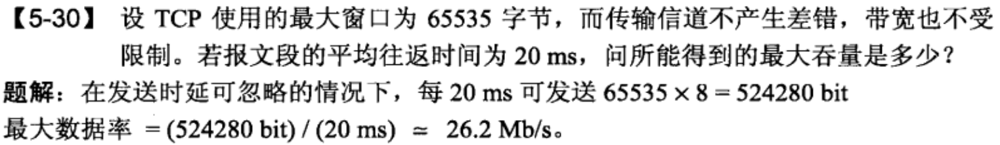 【5-30】 设 TCP 使用的最大窗口为 65535 字节，而传输信道不产生差错，带宽也不受
限制。若报文段的平均往返时间为 20 ms，问所能得到的最大吞量是多少？
题解：在发送时延可忽略的情况下，每 20 ms 可发送 65535 × 8 = 524280 bit
最大数据率 = (524280 bit) / (20 ms) ≃ 26.2 Mb/s。